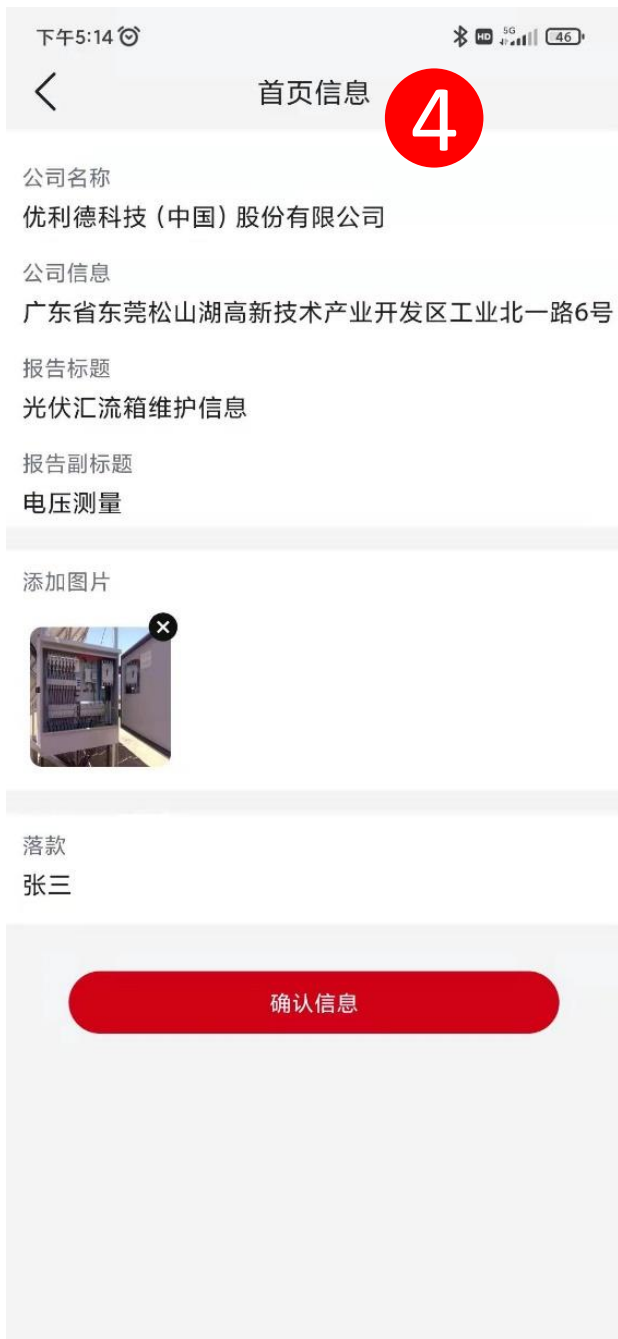 下午5:14
HD 5G 46
首页信息
4
公司名称
优利德科技（中国）股份有限公司
公司信息
广东省东莞松山湖高新技术产业开发区工业北一路6号
报告标题
光伏汇流箱维护信息
报告副标题
电压测量
添加图片
落款
张三
确认信息